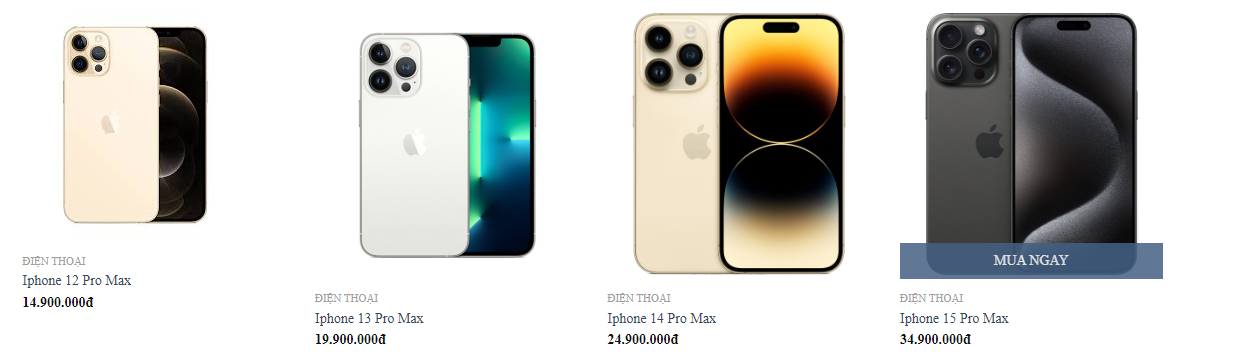 ĐIỆN THOẠI
Iphone 12 Pro Max
14.900.000đ
ĐIỆN THOẠI
Iphone 13 Pro Max
19.900.000đ
ĐIỆN THOẠI
Iphone 14 Pro Max
24.900.000đ
MUA NGAY
ĐIỆN THOẠI
Iphone 15 Pro Max
34.900.000đ